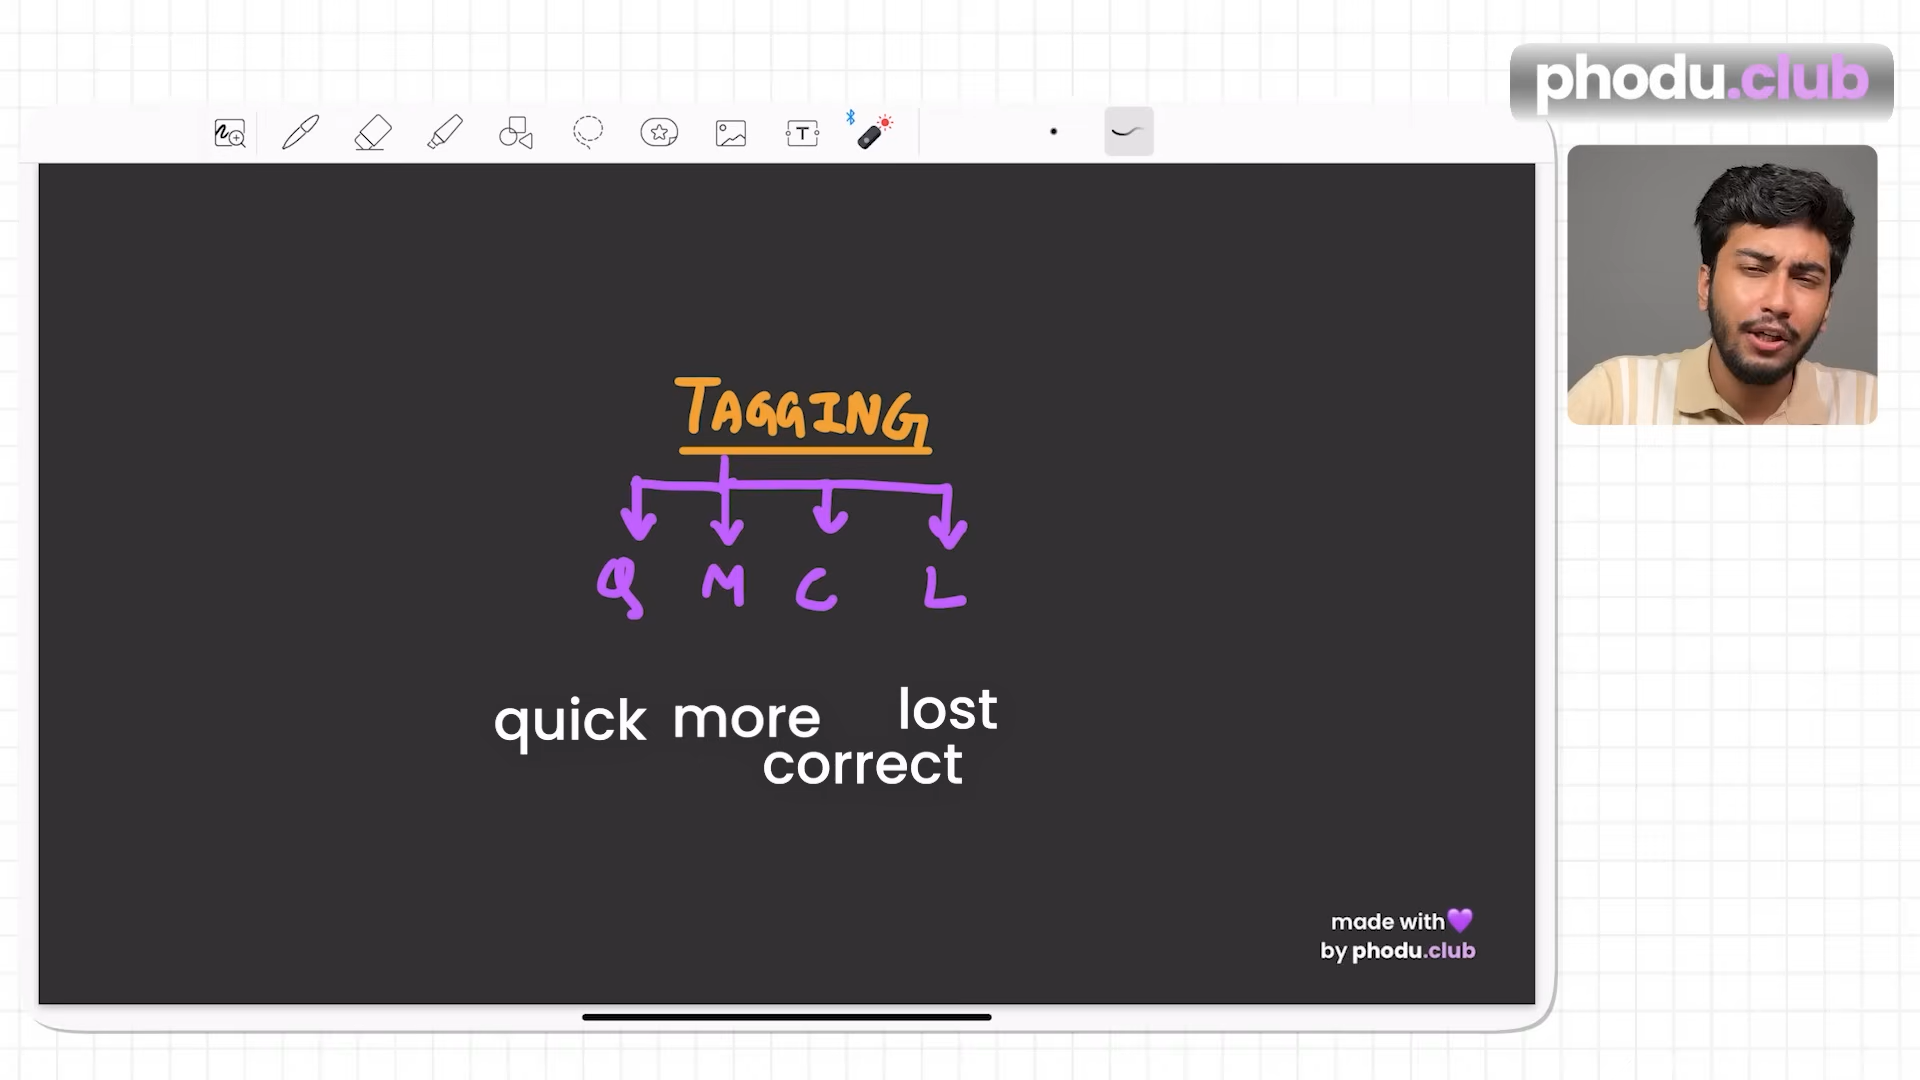 phodu.club
T
TAGGING
Q M C L
quick more lost
correct
made with💜
by phodu.club